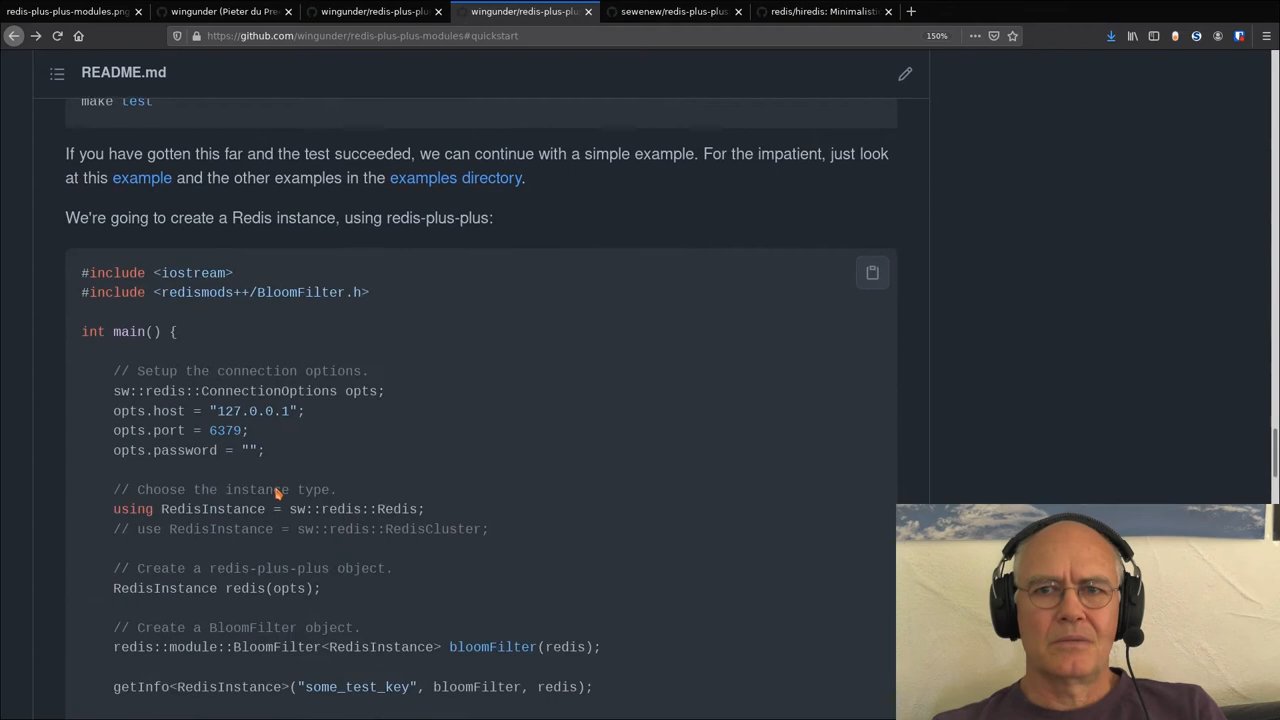 redis-plus-plus-modules.png
wingunder (Pieter du Pre
wingunder/redis-plus-plus
wingunder/redis-plus-plus
sewenew/redis-plus-plus
redis/hiredis: Minimalistic
https://github.com/wingunder/redis-plus-plus-modules#quickstart
150%
README.md
make test
If you have gotten this far and the test succeeded, we can continue with a simple example. For the impatient, just look
at this example and the other examples in the examples directory.
We're going to create a Redis instance, using redis-plus-plus:
#include <iostream>
#include <redismods++/BloomFilter.h>
int main() {
// Setup the connection options.
sw::redis::ConnectionOptions opts;
opts.host = "127.0.0.1";
opts.port = 6379;
opts.password = "";
// Choose the instance type.
using RedisInstance = sw::redis::Redis;
// use RedisInstance = sw::redis::RedisCluster;
// Create a redis-plus-plus object.
RedisInstance redis(opts);
// Create a BloomFilter object.
redis::module::BloomFilter<RedisInstance> bloomFilter(redis);
getInfo<RedisInstance>("some_test_key", bloomFilter, redis);